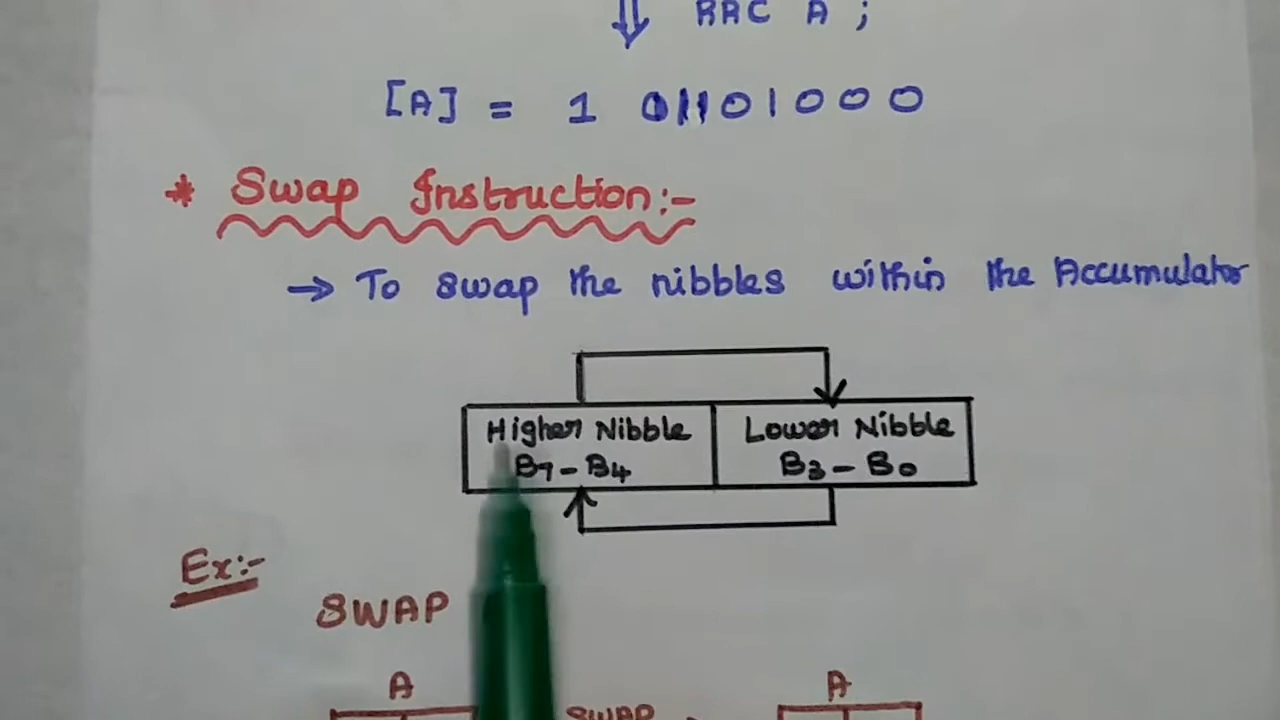 RRC A ;
[A] = 1 01101000
* Swap Instruction:-
→ To swap the nibbles within the Accumulator
Higher Nibble Lower Nibble
B7 - B4 B3 - B0
Ex:-
SWAP
A A
SWAP